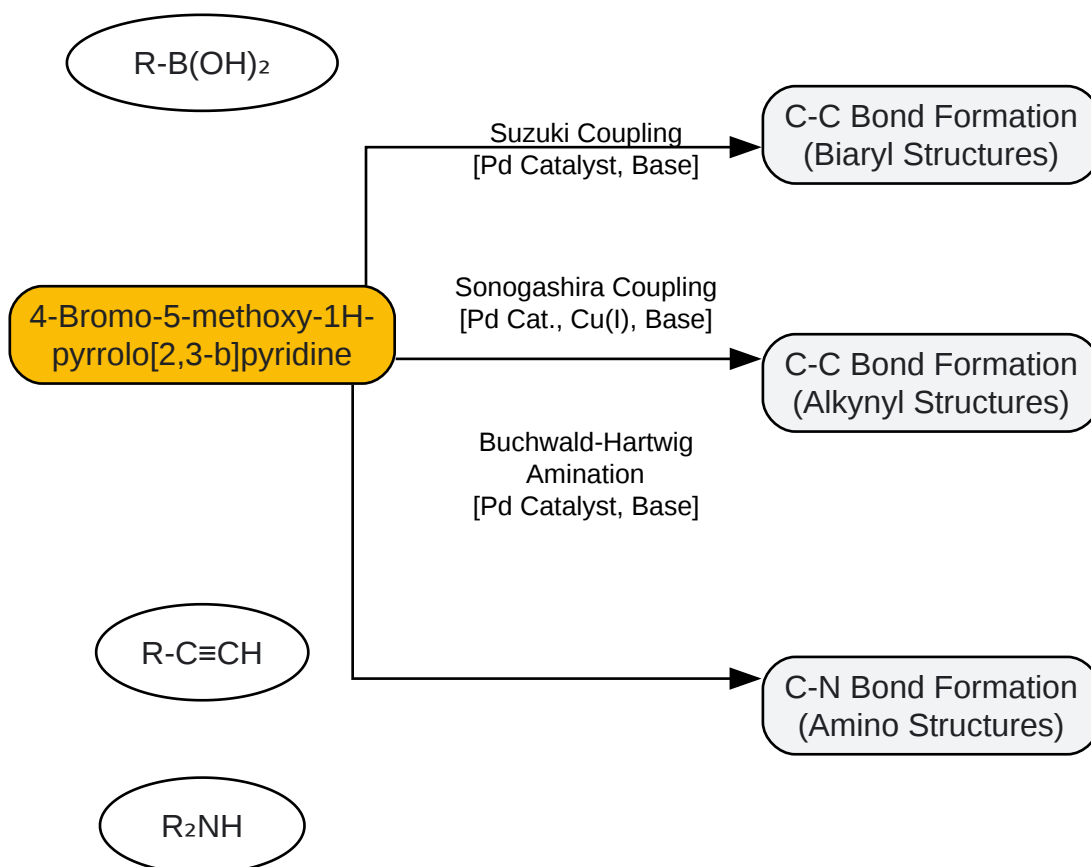 R-B(OH)₂
Suzuki Coupling
[Pd Catalyst, Base]
C-C Bond Formation
(Biaryl Structures)
4-Bromo-5-methoxy-1H-
pyrrolo[2,3-b]pyridine
Sonogashira Coupling
[Pd Cat., Cu(I), Base]
C-C Bond Formation
(Alkynyl Structures)
Buchwald-Hartwig
Amination
[Pd Catalyst, Base]
R-C≡CH
C-N Bond Formation
(Amino Structures)
R₂NH